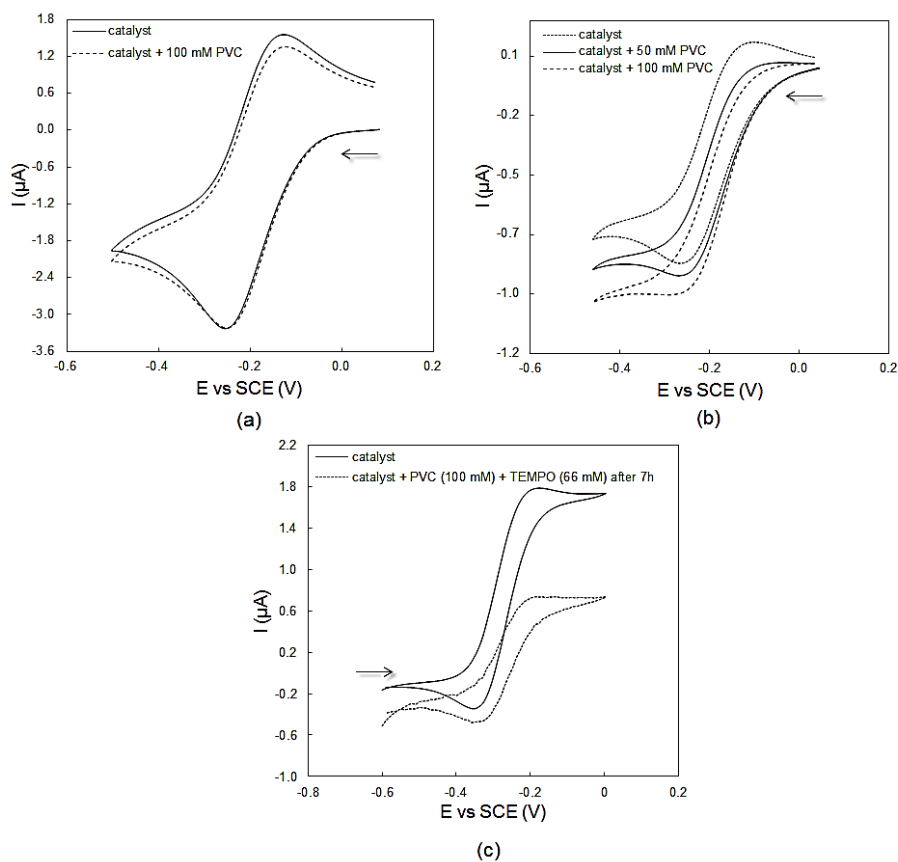 catalyst
catalyst + 100 mM PVC
1.8
1.2
0.6
0.0
-0.6
-1.2
-1.8
-2.4
-3.0
-3.6
I (µA)
-0.6 -0.4 -0.2 0.0 0.2
E vs SCE (V)
(a)
catalyst
catalyst + 50 mM PVC
catalyst + 100 mM PVC
0.1
-0.2
-0.5
-0.7
-1.0
-1.2
I (µA)
-0.6 -0.4 -0.2 0.0 0.2
E vs SCE (V)
(b)
catalyst
catalyst + PVC (100 mM) + TEMPO (66 mM) after 7h
2.2
1.8
1.4
1.0
0.6
0.2
-0.2
-0.6
-1.0
I (µA)
-0.8 -0.6 -0.4 -0.2 0 0.2
E vs SCE (V)
(c)